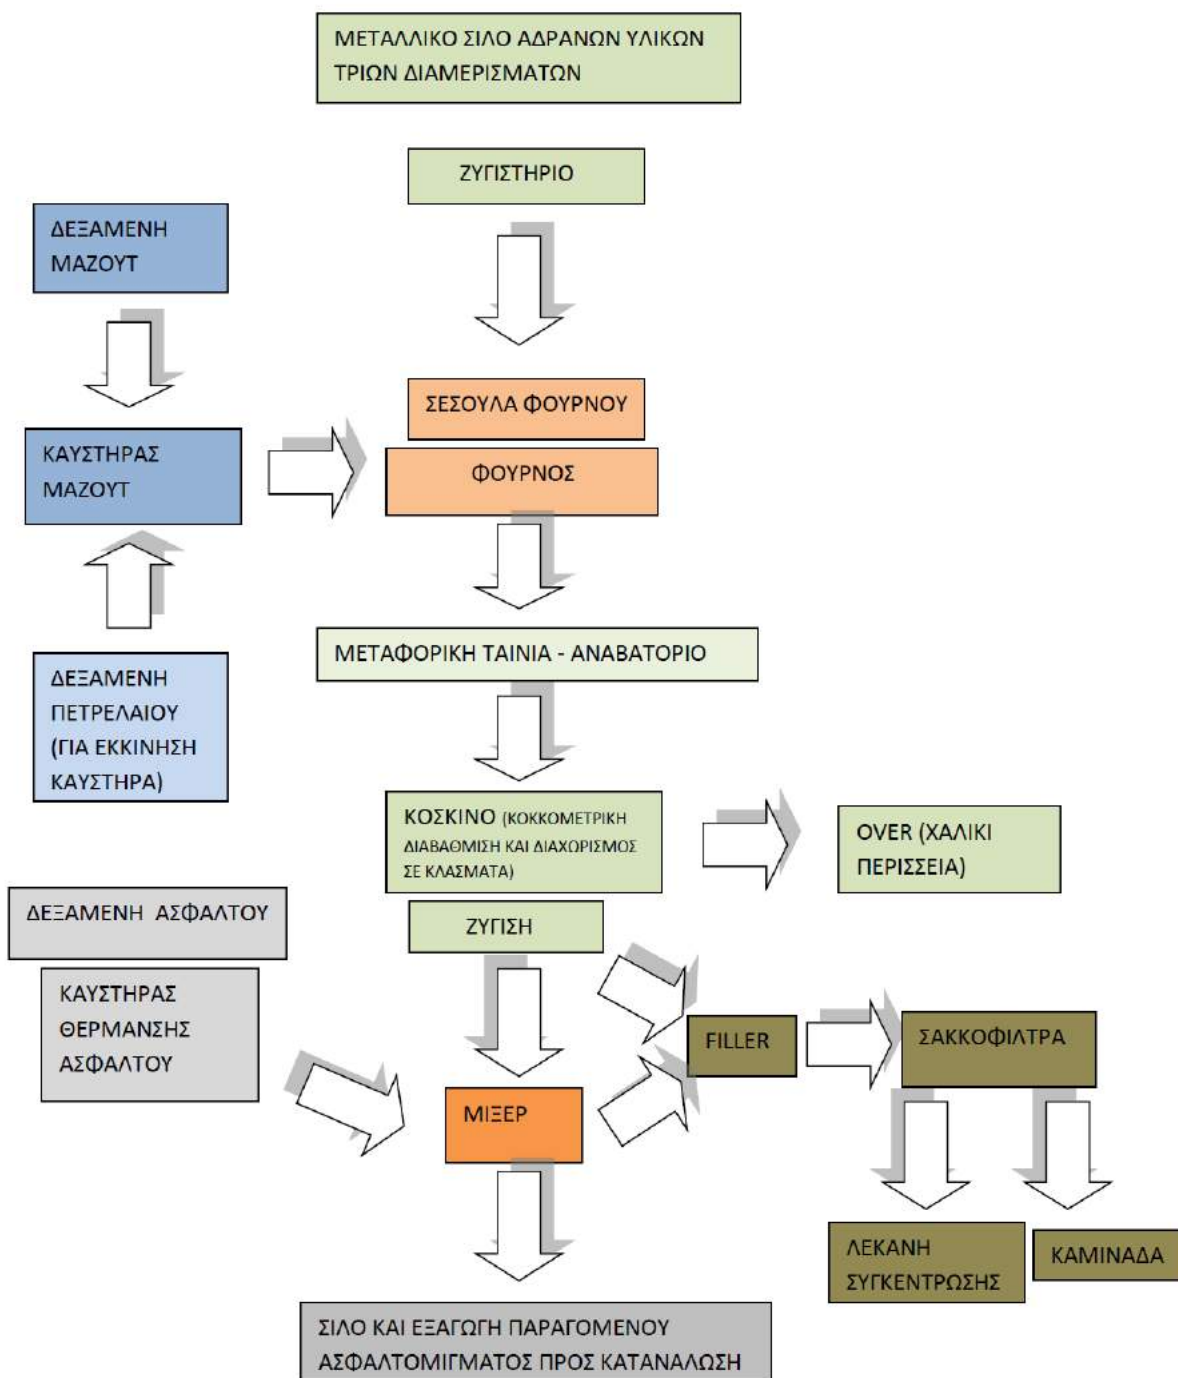 ΜΕΤΑΛΛΙΚΟ ΣΙΛΟ ΑΔΡΑΝΩΝ ΥΛΙΚΩΝ
ΤΡΙΩΝ ΔΙΑΜΕΡΙΣΜΑΤΩΝ
ΖΥΓΙΣΤΗΡΙΟ
ΔΕΞΑΜΕΝΗ
ΜΑΖΟΥΤ
ΣΕΣΟΥΛΑ ΦΟΥΡΝΟΥ
ΚΑΥΣΤΗΡΑΣ
ΜΑΖΟΥΤ
ΦΟΥΡΝΟΣ
ΜΕΤΑΦΟΡΙΚΗ ΤΑΙΝΙΑ - ΑΝΑΒΑΤΟΡΙΟ
ΔΕΞΑΜΕΝΗ
ΠΕΤΡΕΛΑΙΟΥ
(ΓΙΑ ΕΚΚΙΝΗΣΗ
ΚΑΥΣΤΗΡΑ)
ΚΟΣΚΙΝΟ (ΚΟΚΚΟΜΕΤΡΙΚΗ
ΔΙΑΒΑΘΜΙΣΗ ΚΑΙ ΔΙΑΧΩΡΙΣΜΟΣ
ΣΕ ΚΛΑΣΜΑΤΑ)
OVER (ΧΑΛΙΚΙ
ΠΕΡΙΣΣΕΙΑ)
ΔΕΞΑΜΕΝΗ ΑΣΦΑΛΤΟΥ
ΖΥΓΙΣΗ
ΚΑΥΣΤΗΡΑΣ
ΘΕΡΜΑΝΣΗΣ
ΑΣΦΑΛΤΟΥ
FILLER
ΣΑΚΚΟΦΙΛΤΡΑ
ΜΙΞΕΡ
ΛΕΚΑΝΗ
ΣΥΓΚΕΝΤΡΩΣΗΣ
ΚΑΜΙΝΑΔΑ
ΣΙΛΟ ΚΑΙ ΕΞΑΓΩΓΗ ΠΑΡΑΓΟΜΕΝΟΥ
ΑΣΦΑΛΤΟΜΙΓΜΑΤΟΣ ΠΡΟΣ ΚΑΤΑΝΑΛΩΣΗ